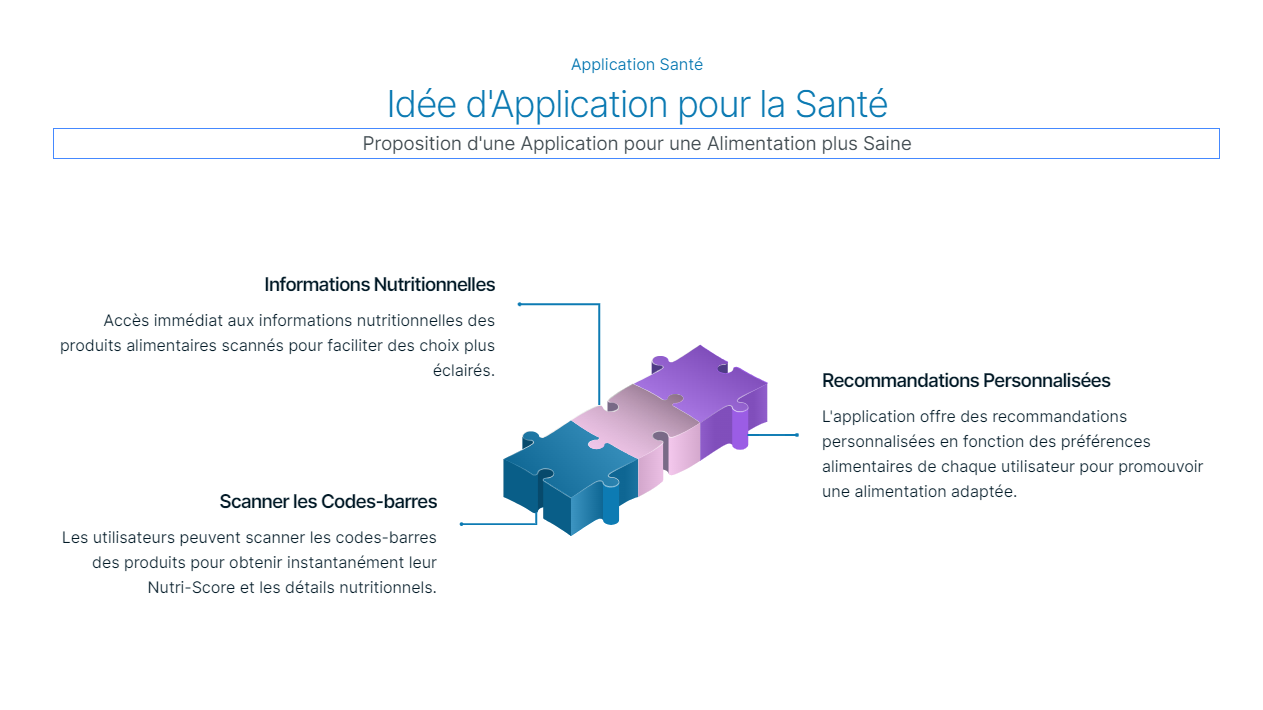 Application Santé
Idée d'Application pour la Santé
Proposition d'une Application pour une Alimentation plus Saine
Informations Nutritionnelles
Accès immédiat aux informations nutritionnelles des
produits alimentaires scannés pour faciliter des choix plus
éclairés.
Recommandations Personnalisées
L'application offre des recommandations
personnalisées en fonction des préférences
alimentaires de chaque utilisateur pour promouvoir
une alimentation adaptée.
Scanner les Codes-barres
Les utilisateurs peuvent scanner les codes-barres
des produits pour obtenir instantanément leur
Nutri-Score et les détails nutritionnels.